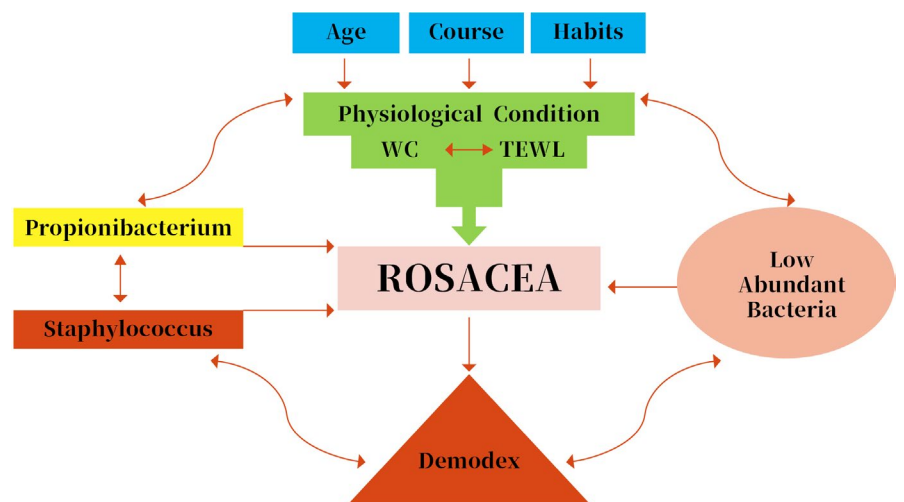 Age
Course
Habits
Physiological Condition
WC
TEWL
Propionibacterium
ROSACEA
Low
Abundant
Bacteria
Staphylococcus
Demodex